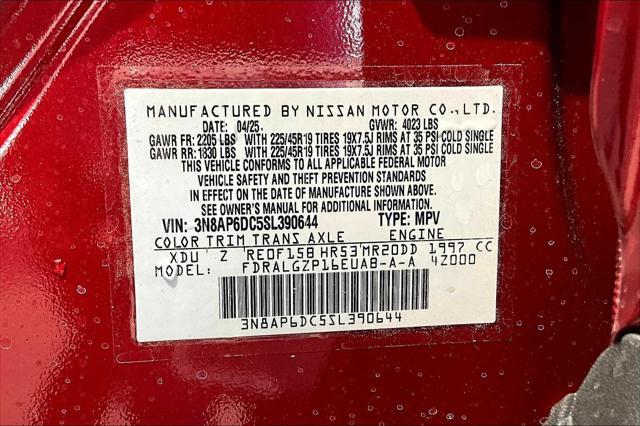 MANUFACTURED BY NISSAN MOTOR CO.,LTD.
DATE: 04/25. GVWR: 4023 LBS
GAWR FR: 2205 LBS WITH 225/45R19 TIRES 19X7.5J RIMS AT 35 PSI COLD SINGLE
GAWR RR: 1830 LBS WITH 225/45R19 TIRES 19X7.5J RIMS AT 35 PSI COLD SINGLE
THIS VEHICLE CONFORMS TO ALL APPLICABLE FEDERAL MOTOR
VEHICLE SAFETY AND THEFT PREVENTION STANDARDS
IN EFFECT ON THE DATE OF MANUFACTURE SHOWN ABOVE.
SEE OWNER'S MANUAL FOR ADDITIONAL INFORMATION.
VIN: 3N8AP6DC5SL390644 TYPE: MPV
COLOR TRIM TRANS AXLE ENGINE
XDU Z RE0F15B HR53 MR20DD 1997 CC
MODEL: FDRALGZP16EUAB-A-A 4Z000
3N8AP6DC5SL390644